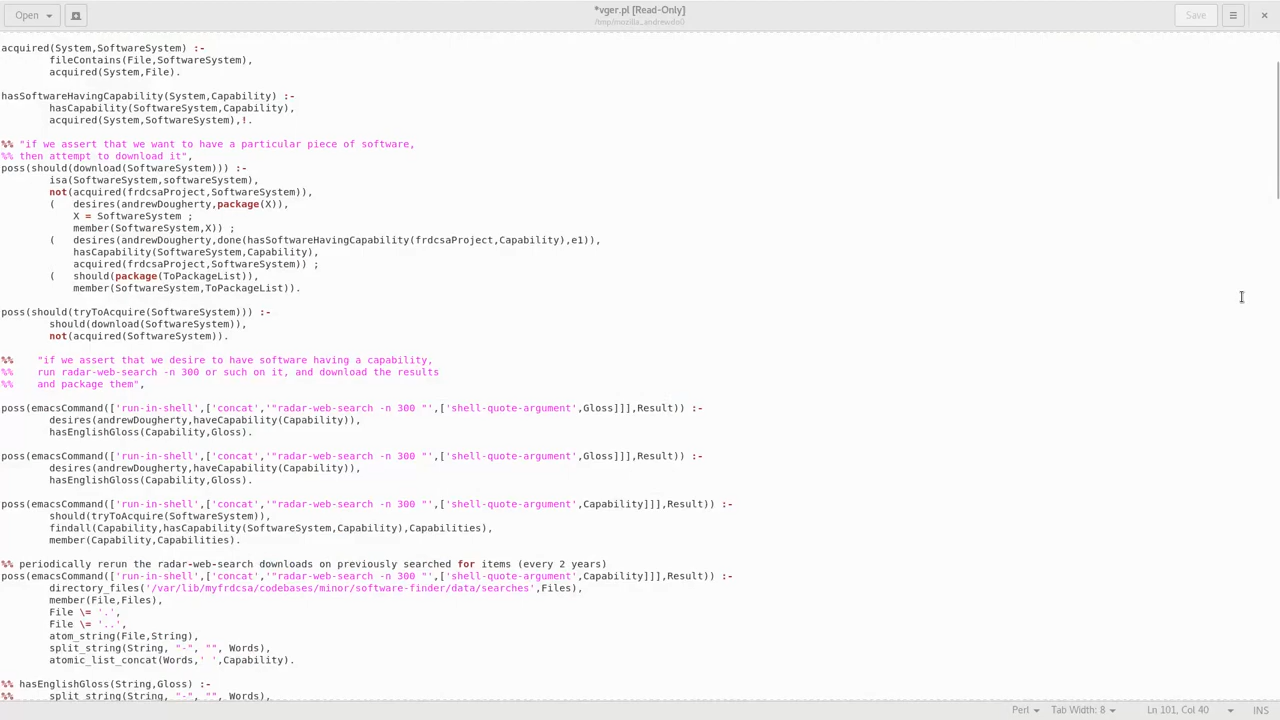 Open
*vger.pl [Read-Only]
/tmp/mozilla_andrewdo0
Save
acquired(System,SoftwareSystem) :-
fileContains(File,SoftwareSystem),
acquired(System,File).
hasSoftwareHavingCapability(System,Capability) :-
hasCapability(SoftwareSystem,Capability),
acquired(System,SoftwareSystem),!.
%% "if we assert that we want to have a particular piece of software,
%% then attempt to download it",
poss(should(download(SoftwareSystem))) :-
isa(SoftwareSystem,softwareSystem),
not(acquired(frdcsaProject,SoftwareSystem)),
(   desires(andrewDougherty,package(X)),
X = SoftwareSystem ;
member(SoftwareSystem,X)) ;
(   desires(andrewDougherty,done(hasSoftwareHavingCapability(frdcsaProject,Capability),e1)),
hasCapability(SoftwareSystem,Capability),
acquired(frdcsaProject,SoftwareSystem)) ;
(   should(package(ToPackageList)),
member(SoftwareSystem,ToPackageList)).
poss(should(tryToAcquire(SoftwareSystem))) :-
should(download(SoftwareSystem)),
not(acquired(SoftwareSystem)).
%%    "if we assert that we desire to have software having a capability,
%%    run radar-web-search -n 300 or such on it, and download the results
%%    and package them",
poss(emacsCommand(['run-in-shell',['concat','"radar-web-search -n 300 "',['shell-quote-argument',Gloss]]],Result)) :-
desires(andrewDougherty,haveCapability(Capability)),
hasEnglishGloss(Capability,Gloss).
poss(emacsCommand(['run-in-shell',['concat','"radar-web-search -n 300 "',['shell-quote-argument',Gloss]]],Result)) :-
desires(andrewDougherty,haveCapability(Capability)),
hasEnglishGloss(Capability,Gloss).
poss(emacsCommand(['run-in-shell',['concat','"radar-web-search -n 300 "',['shell-quote-argument',Capability]]],Result)) :-
should(tryToAcquire(SoftwareSystem)),
findall(Capability,hasCapability(SoftwareSystem,Capability),Capabilities),
member(Capability,Capabilities).
%% periodically rerun the radar-web-search downloads on previously searched for items (every 2 years)
poss(emacsCommand(['run-in-shell',['concat','"radar-web-search -n 300 "',['shell-quote-argument',Capability]]],Result)) :-
directory_files('/var/lib/myfrdcsa/codebases/minor/software-finder/data/searches',Files),
member(File,Files),
File \= '.',
File \= '..',
atom_string(File,String),
split_string(String, "-", "", Words),
atomic_list_concat(Words,' ',Capability).
%% hasEnglishGloss(String,Gloss) :-
%%      split_string(String, "-", "", Words),
Perl
Tab Width: 8
Ln 101, Col 40
INS